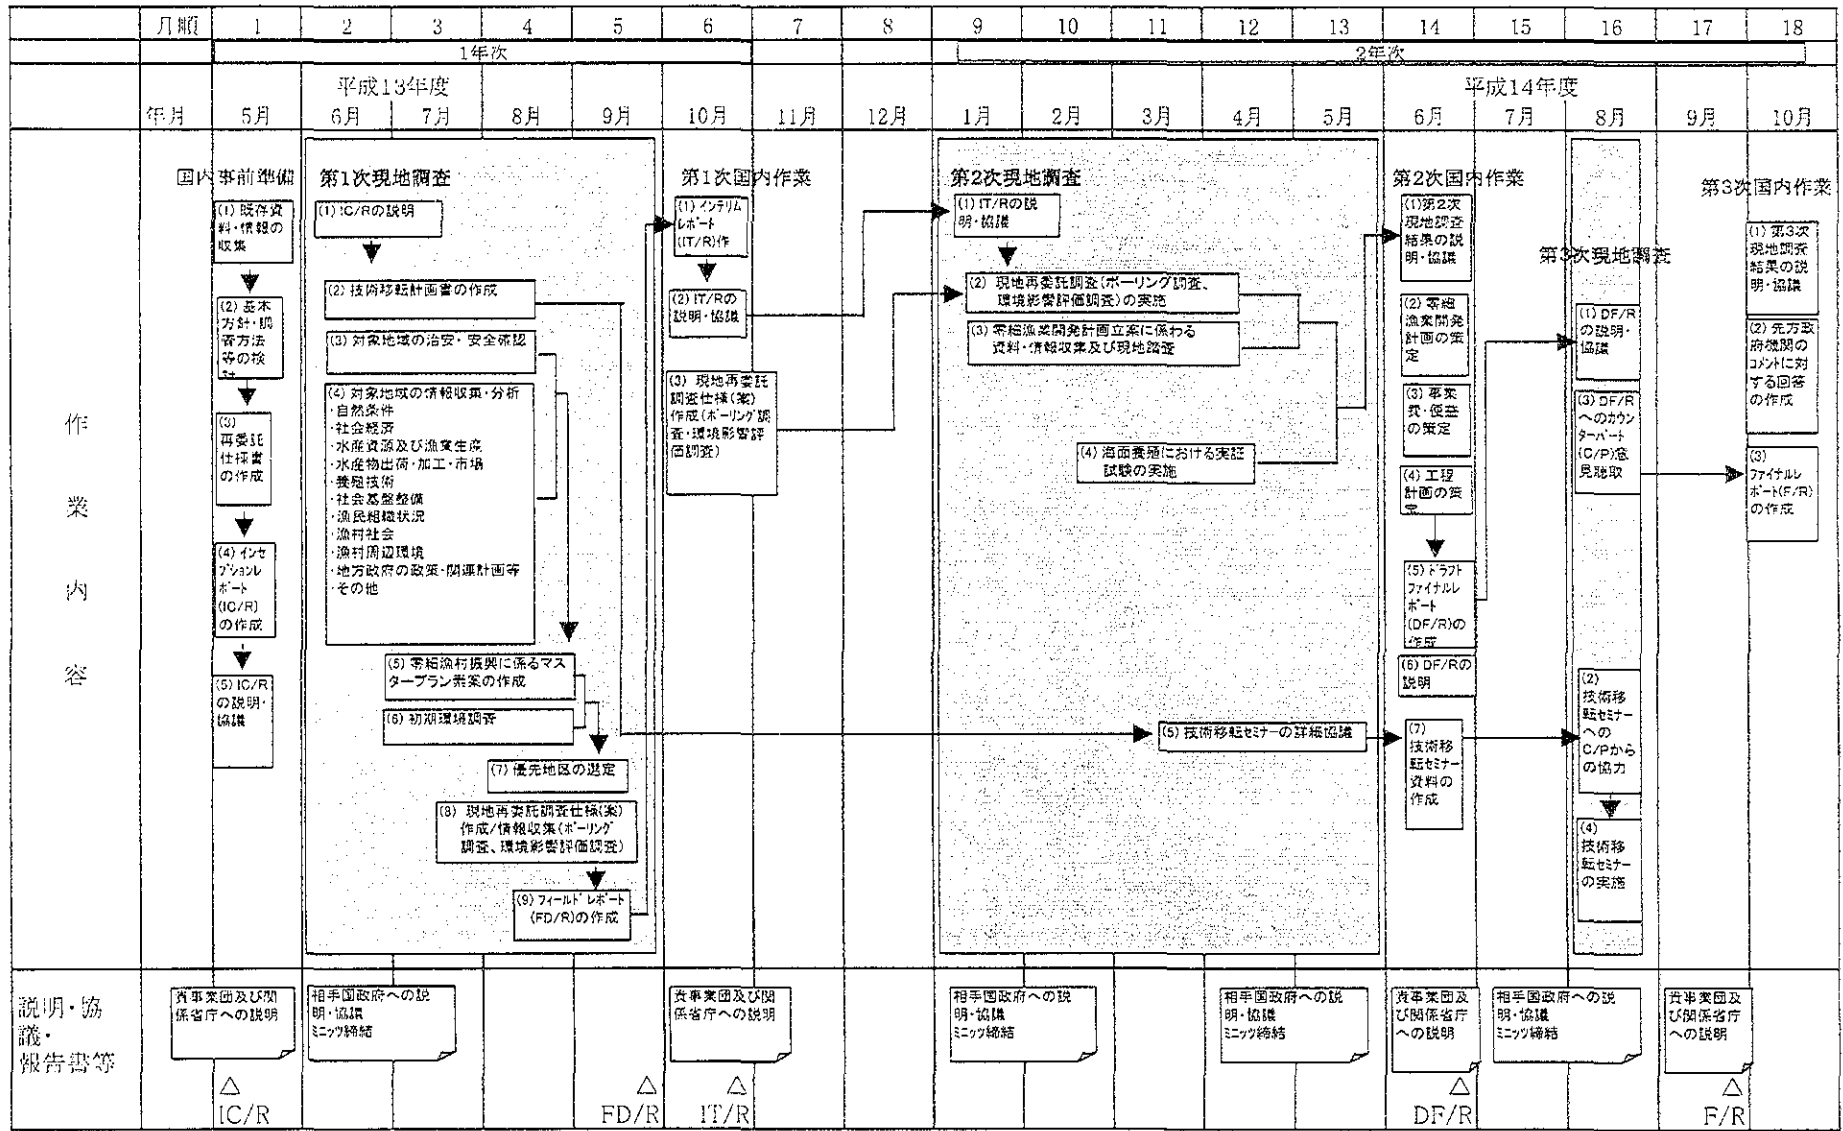 月順 1 2 3 4 5 6 7 8 9 10 11 12 13 14 15 16 17 18
1年次 2年次
平成13年度 平成14年度
年月 5月 6月 7月 8月 9月 10月 11月 12月 1月 2月 3月 4月 5月 6月 7月 8月 9月 10月
作業内容
国内事前準備
(1) 既存資
料・情報の
収集
(2) 基本
方針・調
査方法
等の検
討
(3)
再委託
仕様書
の作成
(4) インセ
プションレ
ポート
(IC/R)
の作成
(5) IC/R
の説明・
協議
第1次現地調査
(1) IC/Rの説明
(2) 技術移転計画書の作成
(3) 対象地域の治安・安全確認
(4) 対象地域の情報収集・分析
・自然条件
・社会経済
・水産資源及び漁業生産
・水産物出荷・加工・市場
・養殖技術
・社会基盤整備
・漁民組織状況
・漁村社会
・漁村周辺環境
・地方政府の政策・関連計画等
・その他
(5) 零細漁村振興に係るマス
タープラン素案の作成
(6) 初期環境調査
(7) 優先地区の選定
(8) 現地再委託調査仕様(案)
作成/情報収集(ボーリング
調査、環境影響評価調査)
(9) フィールドレポート
(FD/R)の作成
第1次国内作業
(1) インテリム
レポート
(IT/R)作
(2) IT/Rの
説明・協議
(3) 現地再委託
調査仕様(案)
作成(ボーリング調
査・環境影響評
価調査)
第2次現地調査
(1) IT/Rの説
明・協議
(2) 現地再委託調査(ボーリング調査、
環境影響評価調査)の実施
(3) 零細漁業開発計画立案に係わる
資料・情報収集及び現地踏査
(4) 海面養殖における実証
試験の実施
(5) 技術移転セミナーの詳細協議
第2次国内作業
(1)第2次
現地調査
結果の説
明・協議
(2) 零細
漁業開発
計画の策
定
(3) 事業
費・便益
の策定
(4) 工程
計画の策
定
(5) ドラフト
ファイナルレ
ポート
(DF/R)の
作成
(6) DF/Rの
説明
(7)
技術移
転セミナー
資料の
作成
第3次現地調査
(1) DF/R
の説明・
協議
(3) DF/R
へのカウン
ターパート
(C/P)意
見聴取
(2)
技術移
転セミナー
への
C/Pから
の協力
(4)
技術移
転セミナー
の実施
第3次国内作業
(1) 第3次
現地調査
結果の説
明・協議
(2) 先方政
府機関の
コメントに対
する回答
の作成
(3)
ファイナルレ
ポート(F/R)
の作成
説明・協
議・
報告書等
貴事業団及び関
係省庁への説明
相手国政府への説
明・協議
ミニッツ締結
貴事業団及び関
係省庁への説明
相手国政府への説
明・協議
ミニッツ締結
相手国政府への説
明・協議
ミニッツ締結
貴事業団及
び関係省庁
への説明
相手国政府への説
明・協議
ミニッツ締結
貴事業団及
び関係省庁
への説明
△ △ △ △ △
IC/R FD/R IT/R DF/R F/R